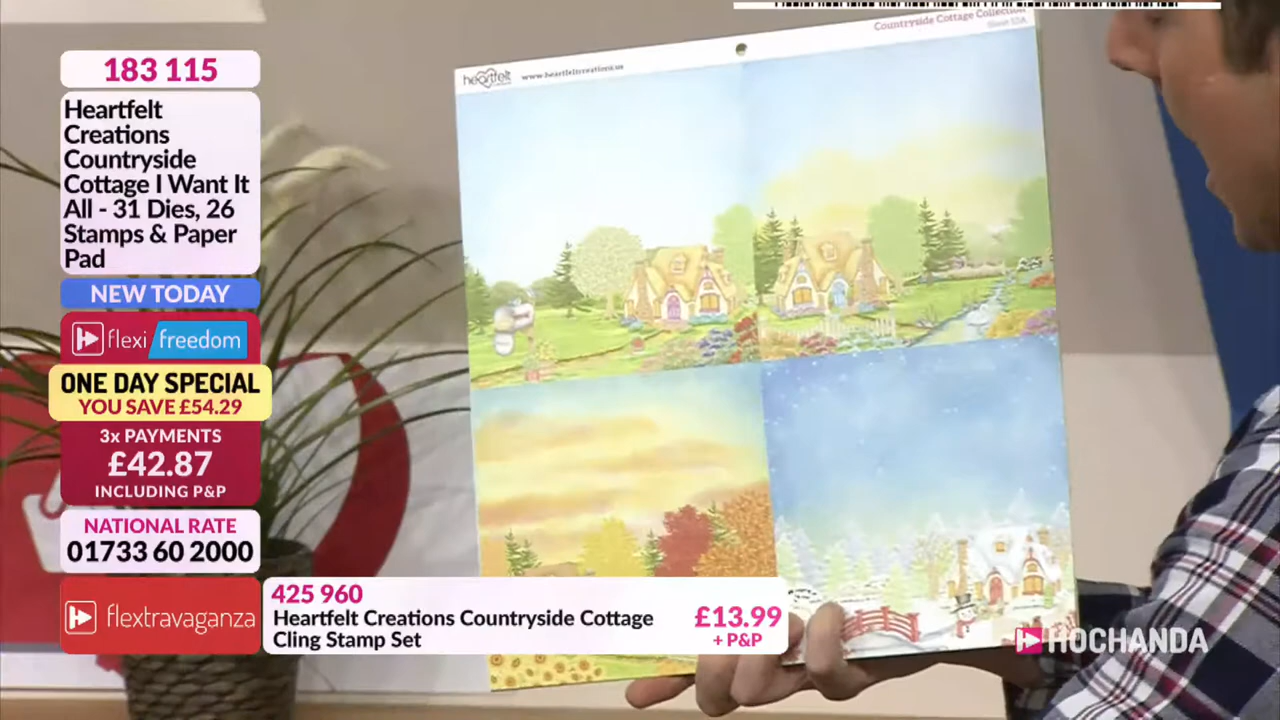 183 115
Heartfelt
Creations
Countryside
Cottage I Want It
All - 31 Dies, 26
Stamps & Paper
Pad
NEW TODAY
flexi freedom
ONE DAY SPECIAL
YOU SAVE £54.29
3x PAYMENTS
£42.87
INCLUDING P&P
NATIONAL RATE
01733 60 2000
flextravaganza
425 960
Heartfelt Creations Countryside Cottage
Cling Stamp Set
£13.99
+ P&P
heartfelt
www.heartfeltcreations.us
Countryside Cottage Collection
HOCHANDA